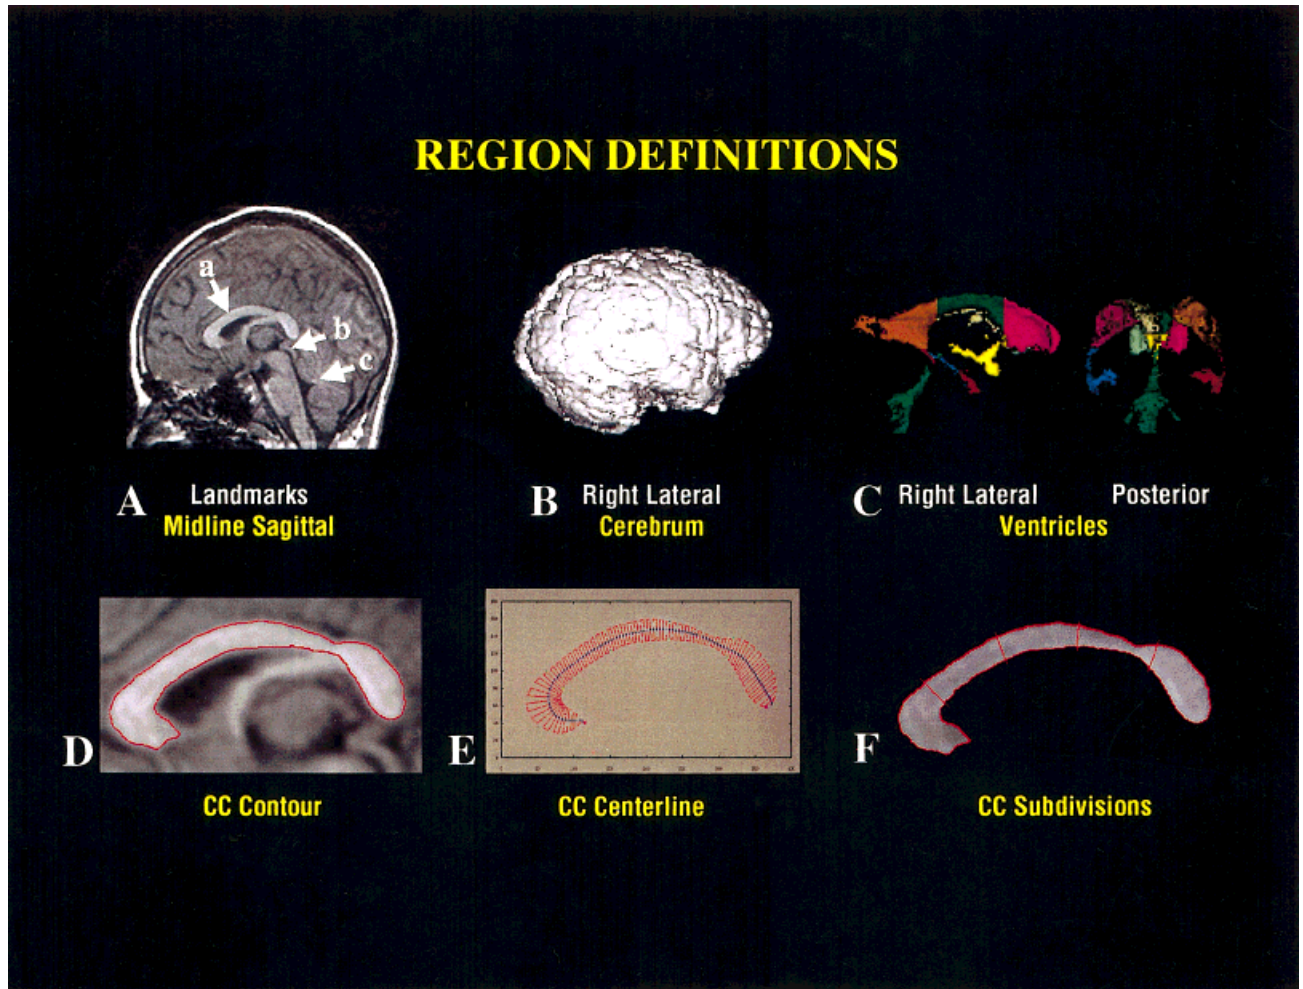 REGION DEFINITIONS
a
b
c
A
Landmarks
Midline Sagittal
B
Right Lateral
Cerebrum
C
Right Lateral
Posterior
Ventricles
D
CC Contour
E
CC Centerline
F
CC Subdivisions